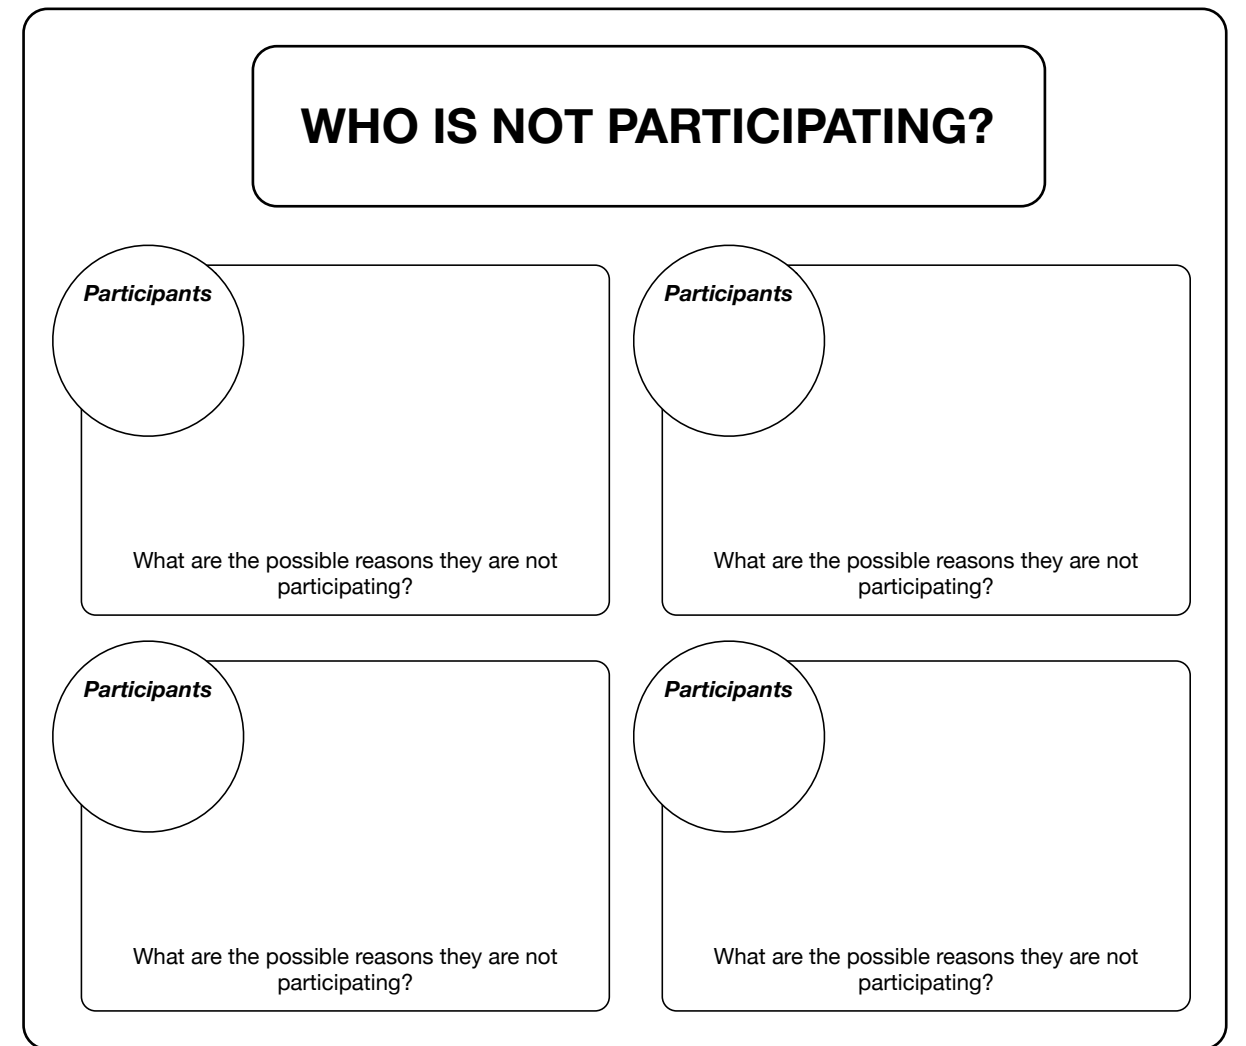 WHO IS NOT PARTICIPATING?
Participants
What are the possible reasons they are not
participating?
Participants
What are the possible reasons they are not
participating?
Participants
What are the possible reasons they are not
participating?
Participants
What are the possible reasons they are not
participating?